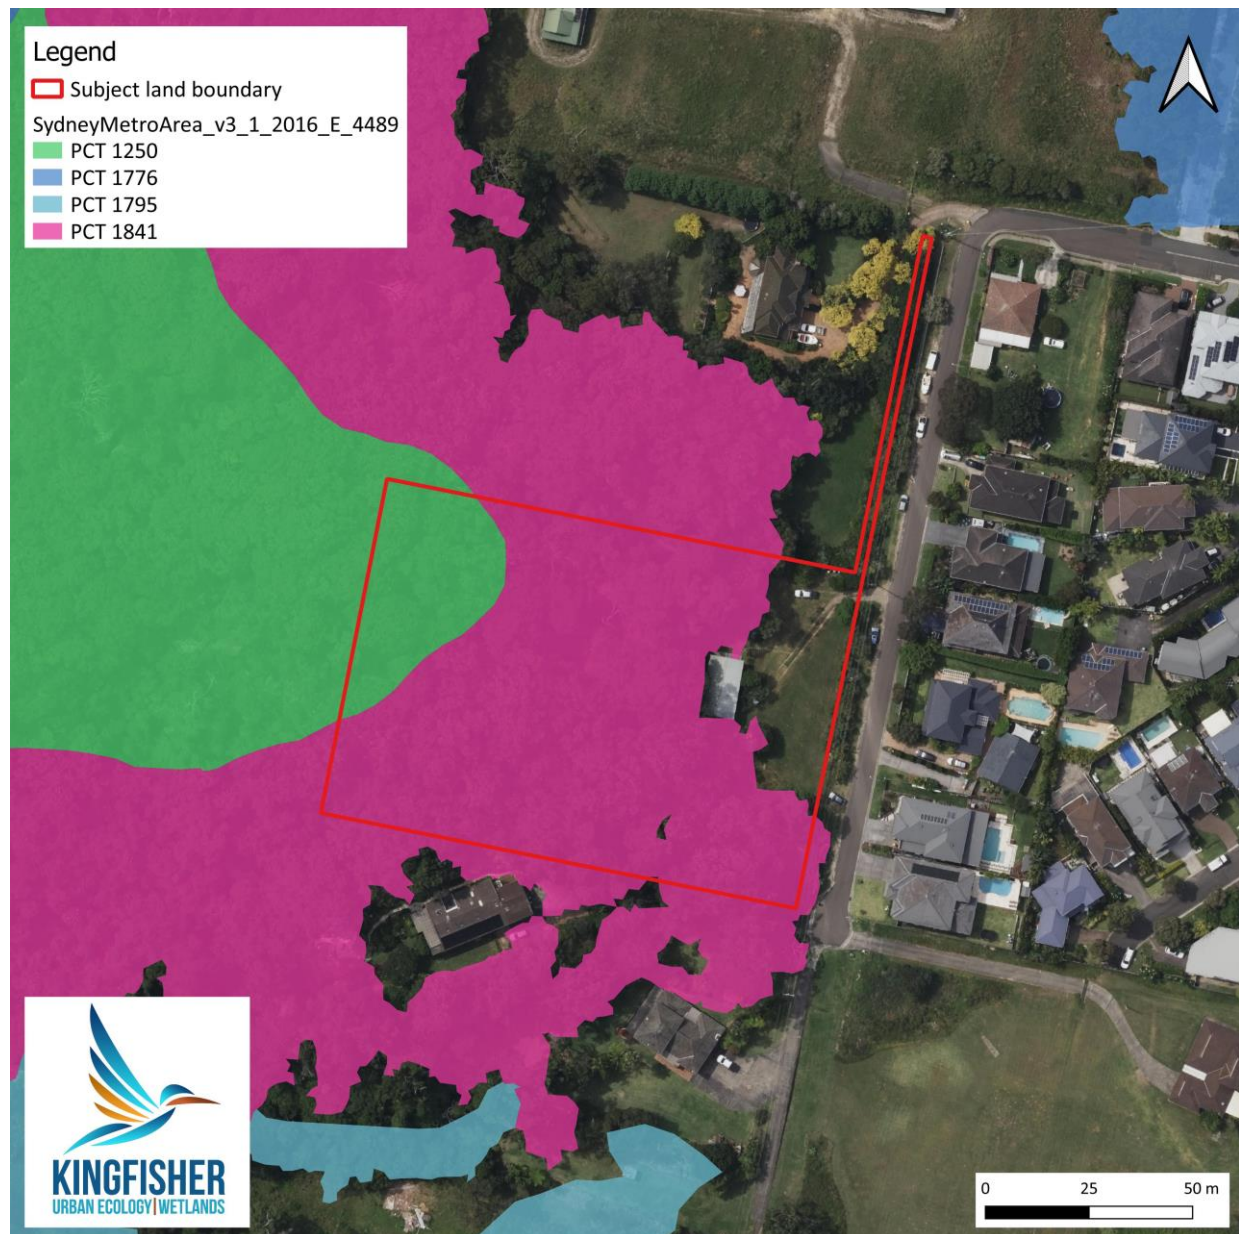 Legend
Subject land boundary
SydneyMetroArea_v3_1_2016_E_4489
PCT 1250
PCT 1776
PCT 1795
PCT 1841
KINGFISHER
URBAN ECOLOGY|WETLANDS
0 25 50 m